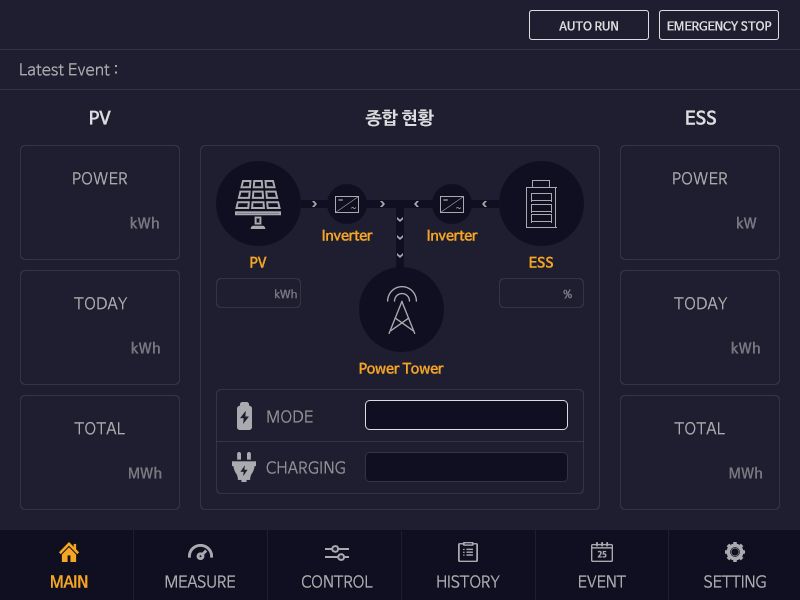 AUTO RUN
EMERGENCY STOP
Latest Event :
PV
종합 현황
ESS
POWER
kWh
TODAY
kWh
TOTAL
MWh
Inverter
Inverter
PV
ESS
kWh
%
Power Tower
MODE
CHARGING
POWER
kW
TODAY
kWh
TOTAL
MWh
25
MAIN
MEASURE
CONTROL
HISTORY
EVENT
SETTING